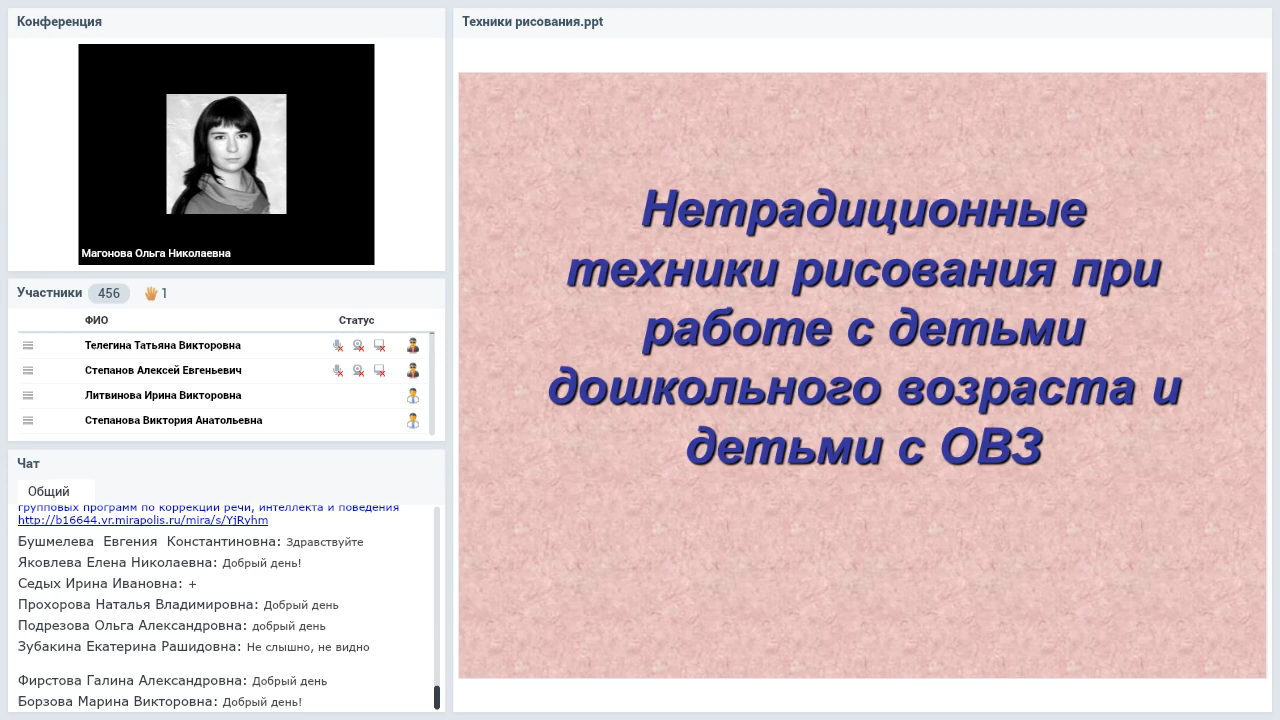 Конференция
Магонова Ольга Николаевна
Участники 456 1
ФИО Статус
Телегина Татьяна Викторовна
Степанов Алексей Евгеньевич
Литвинова Ирина Викторовна
Степанова Виктория Анатольевна
Чат
Общий
групповых программ по коррекции речи, интеллекта и поведения
http://b16644.vr.mirapolis.ru/mira/s/YjRyhm
Бушмелева Евгения Константиновна: Здравствуйте
Яковлева Елена Николаевна: Добрый день!
Седых Ирина Ивановна: +
Прохорова Наталья Владимировна: Добрый день
Подрезова Ольга Александровна: добрый день
Зубакина Екатерина Рашидовна: Не слышно, не видно
Фирстова Галина Александровна: Добрый день
Борзова Марина Викторовна: Добрый день!
Техники рисования.ppt
Нетрадиционные
техники рисования при
работе с детьми
дошкольного возраста и
детьми с ОВЗ